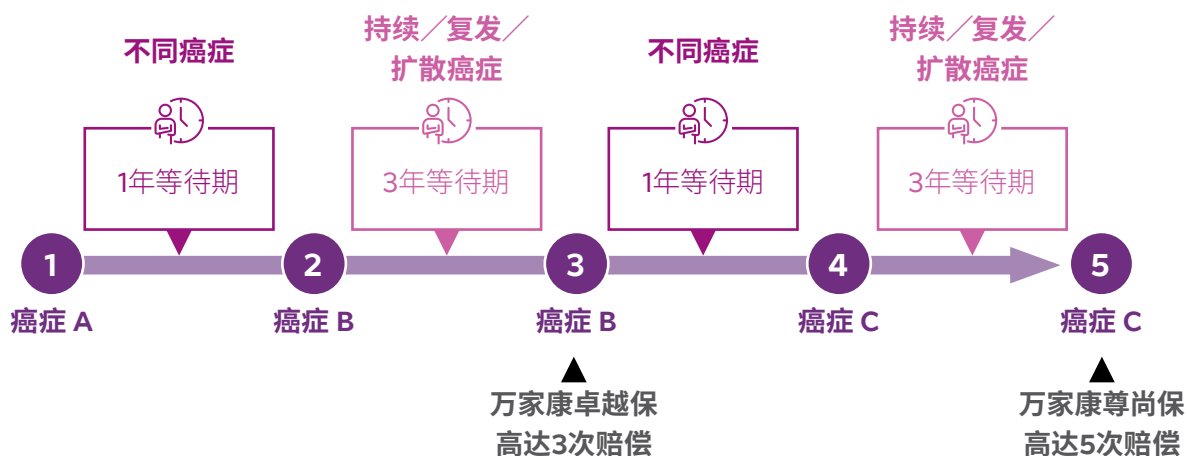 不同癌症
持续／复发／
扩散癌症
不同癌症
持续／复发／
扩散癌症
1年等待期
3年等待期
1年等待期
3年等待期
1
2
3
4
5
癌症 A
癌症 B
癌症 B
癌症 C
癌症 C
万家康卓越保
高达3次赔偿
万家康尊尚保
高达5次赔偿